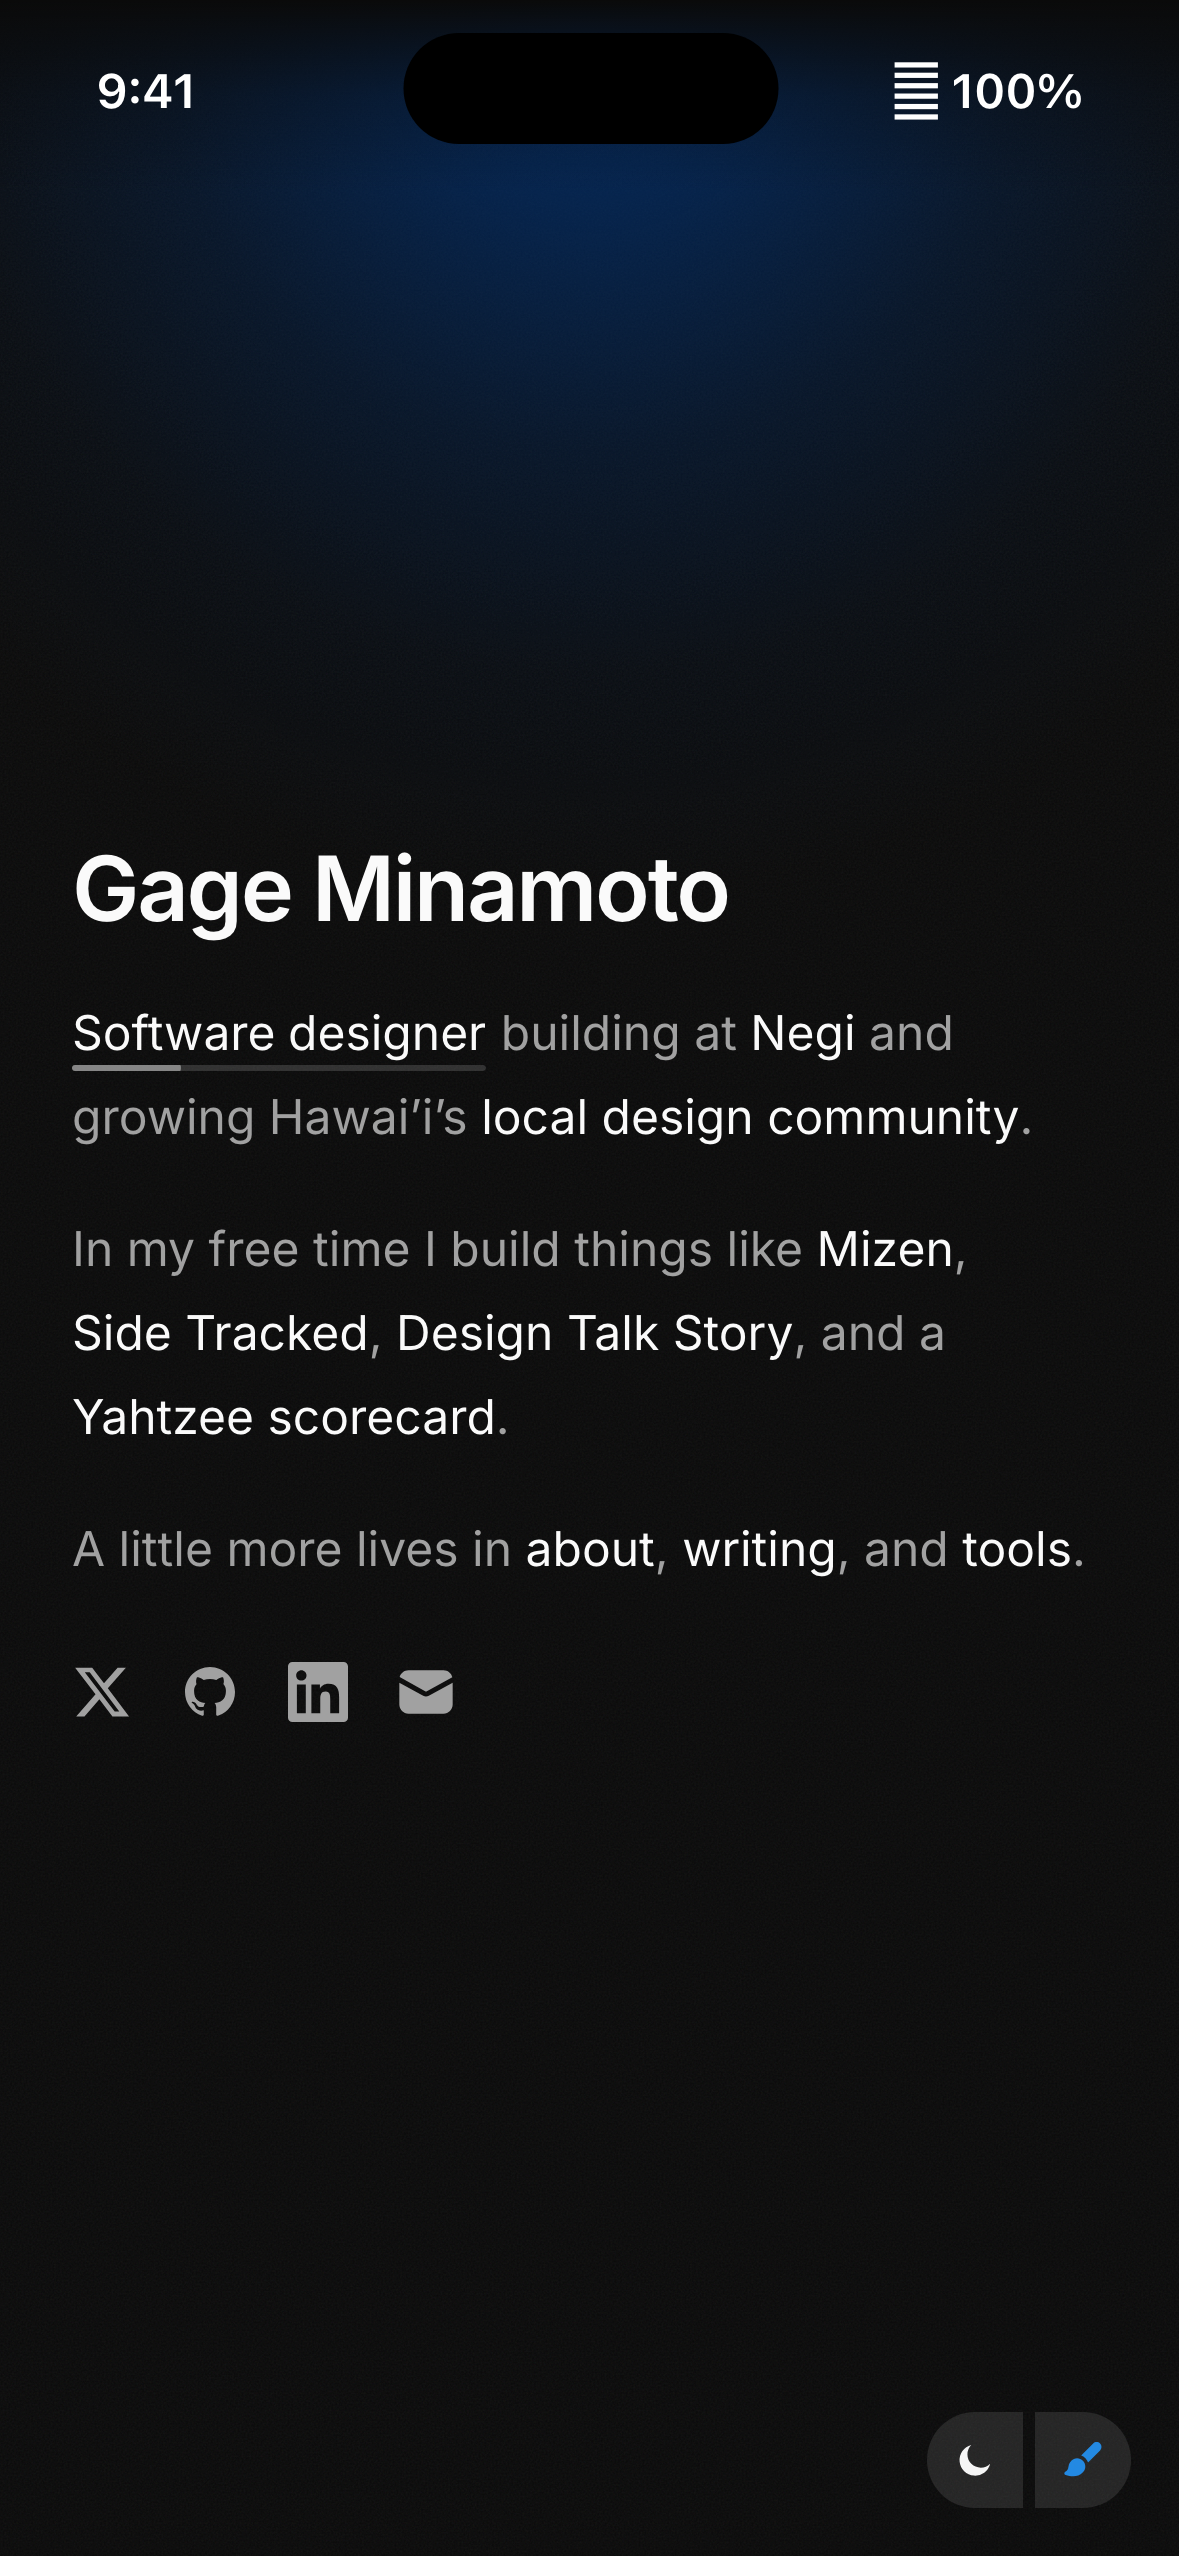 9:41
100%
Gage Minamoto
Software designer building at Negi and
growing Hawai’i’s local design community.
In my free time I build things like Mizen,
Side Tracked, Design Talk Story, and a
Yahtzee scorecard.
A little more lives in about, writing, and tools.